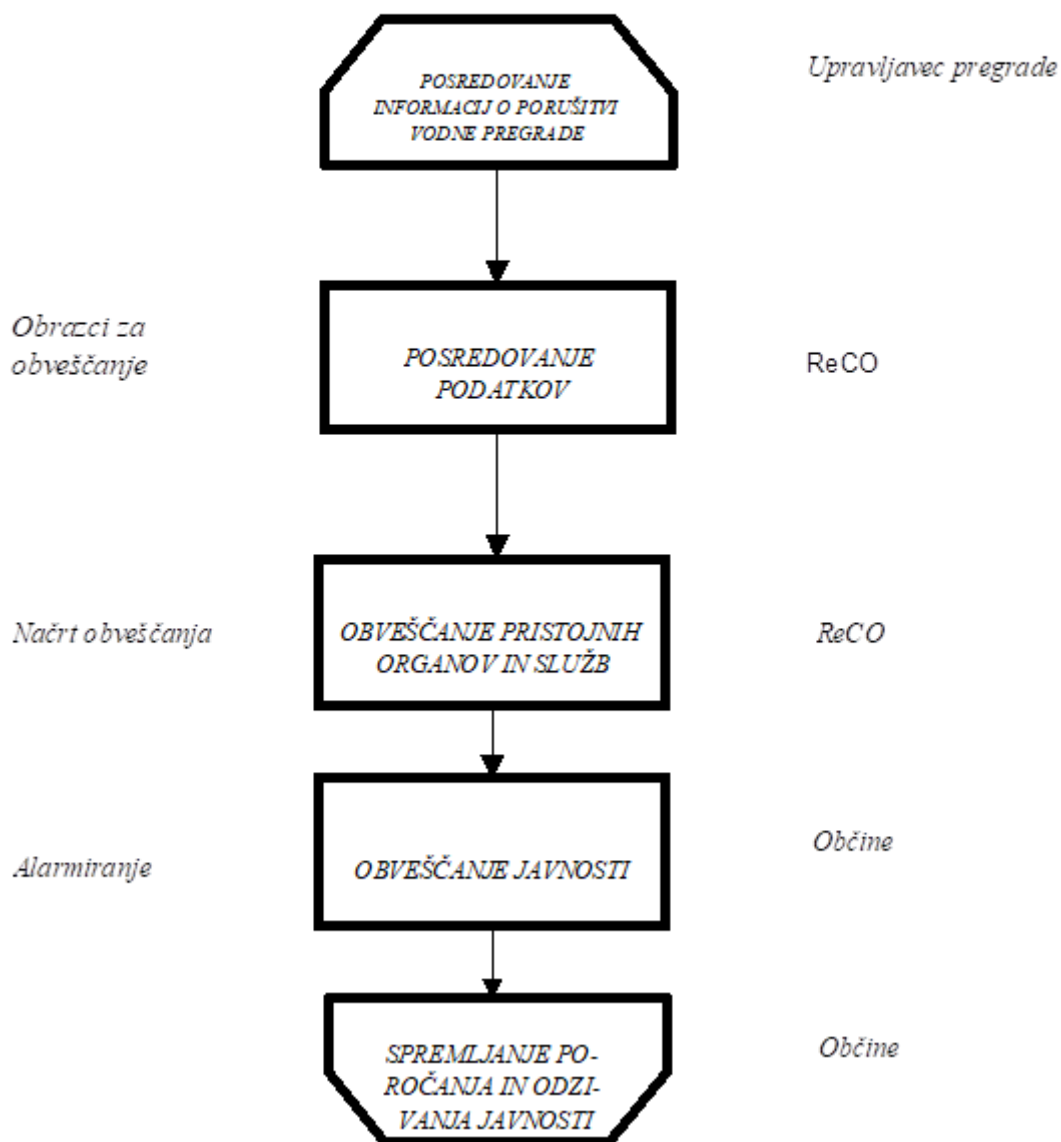 POSREDOVANJE
INFORMACIJ O PORUŠITVI
VODNE PREGRADE
Upravljavec pregrade
Obrazci za
obveščanje
POSREDOVANJE
PODATKOV
ReCO
Načrt obveščanja
OBVEŠČANJE PRISTOJNIH
ORGANOV IN SLUŽB
ReCO
Alarmiranje
OBVEŠČANJE JAVNOSTI
Občine
SPREMLJANJE PO-
ROČANJA IN ODZI-
VANJA JAVNOSTI
Občine